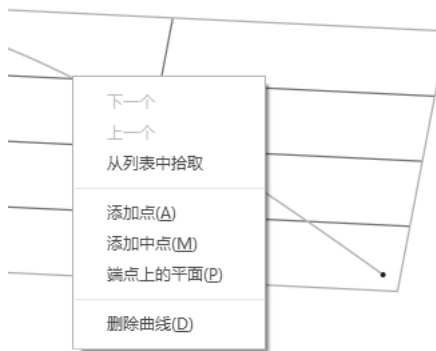 下一个
上一个
从列表中拾取
添加点(A)
添加中点(M)
端点上的平面(P)
删除曲线(D)